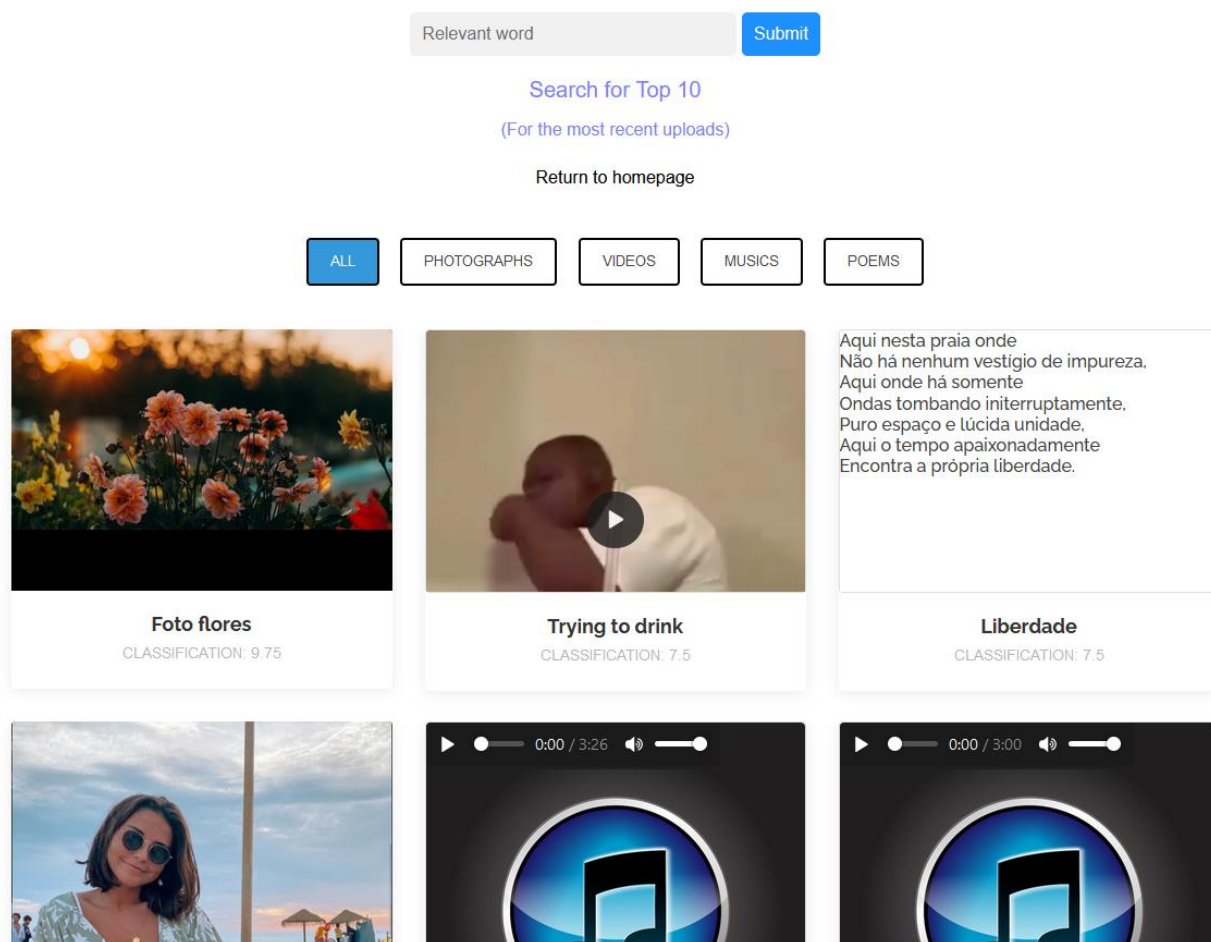 Relevant word
Submit
Search for Top 10
(For the most recent uploads)
Return to homepage
ALL
PHOTOGRAPHS
VIDEOS
MUSICS
POEMS
Aqui nesta praia onde
Não há nenhum vestígio de impureza,
Aqui onde há somente
Ondas tombando initerruptamente,
Puro espaço e lúcida unidade,
Aqui o tempo apaixonadamente
Encontra a própria liberdade.
Foto flores
CLASSIFICATION: 9.75
Trying to drink
CLASSIFICATION: 7.5
Liberdade
CLASSIFICATION: 7.5
0:00 / 3:26
0:00 / 3:00